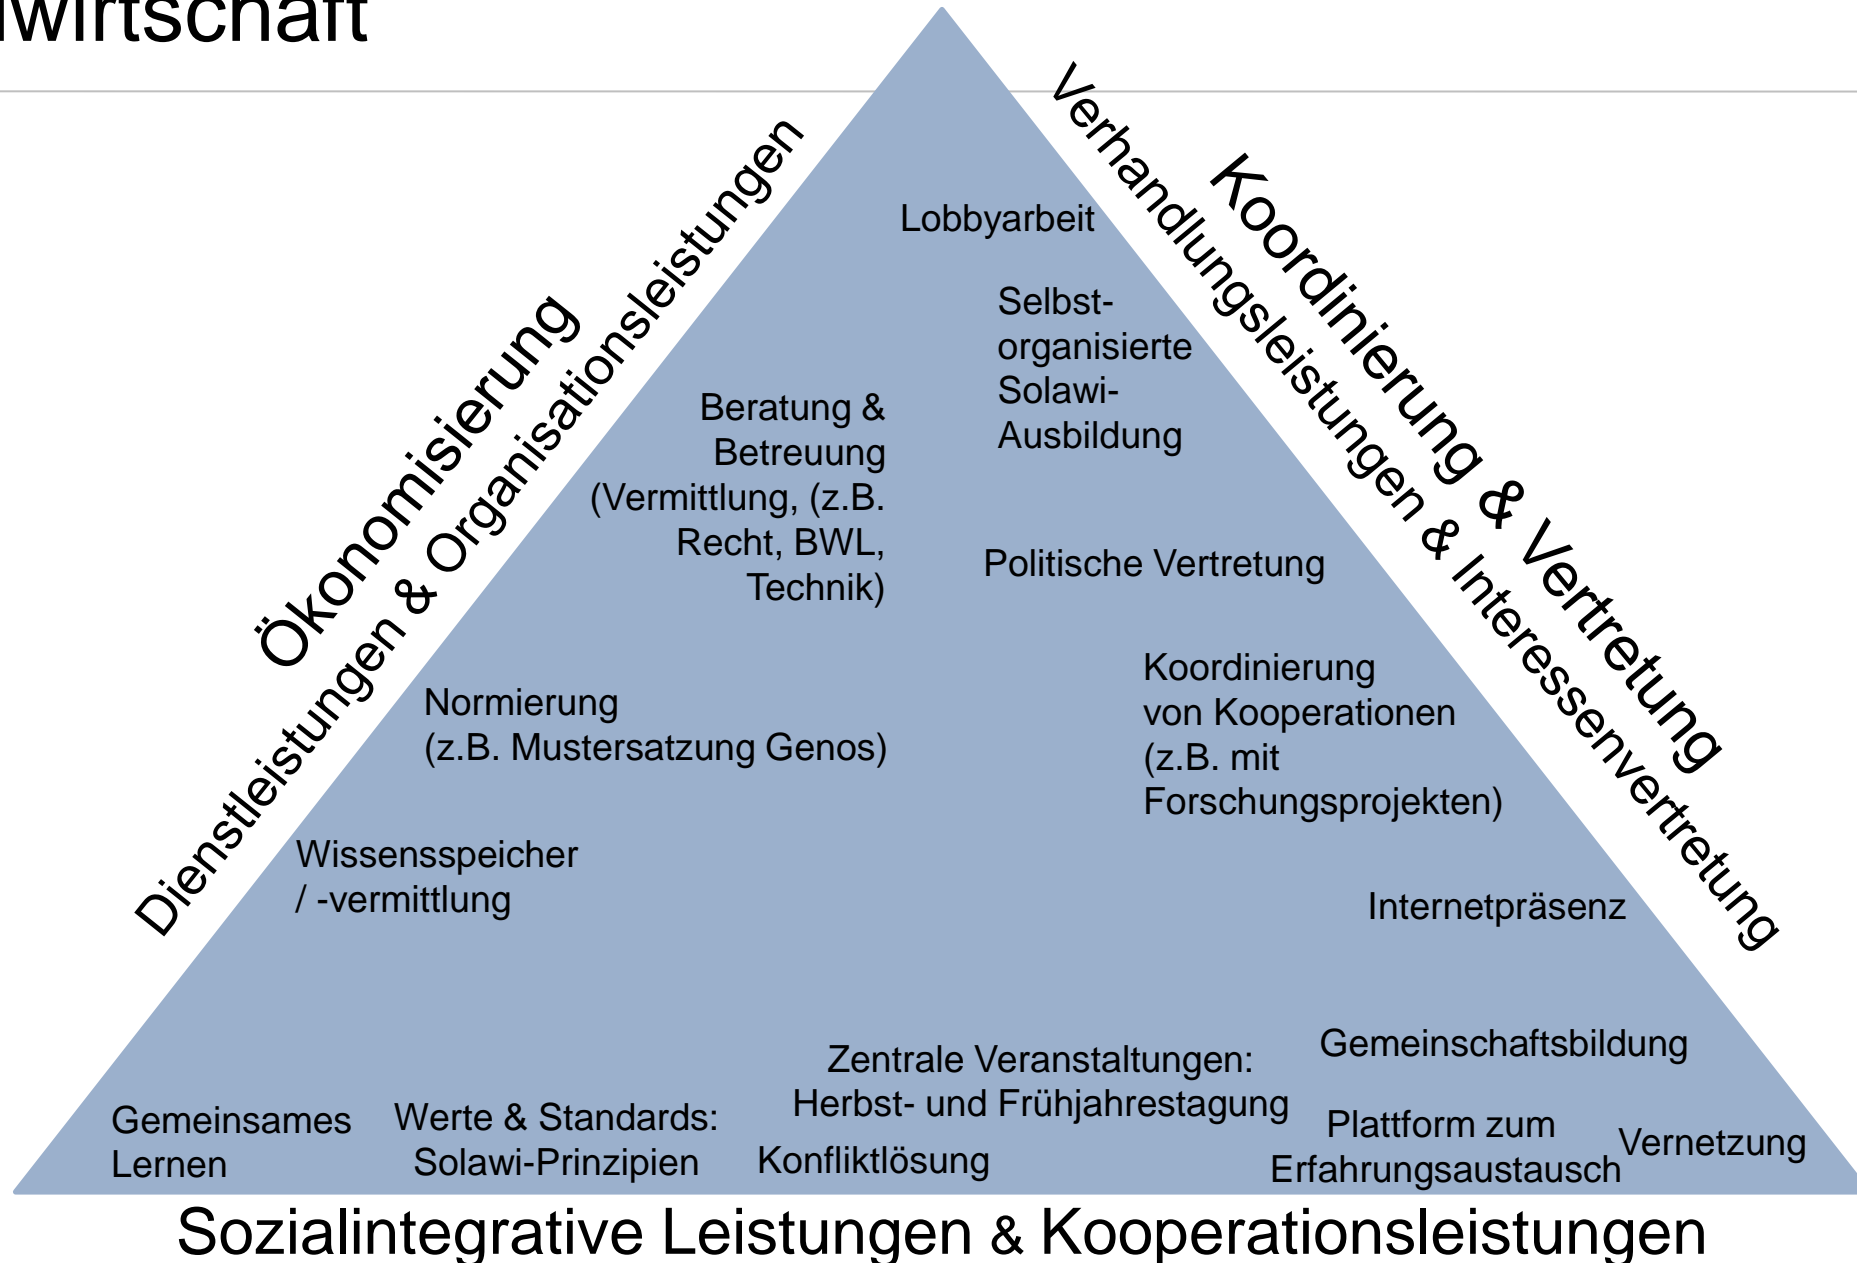 lwirtschaft
Ökonomisierung
Dienstleistungen & Organisationsleistungen
Koordinierung & Vertretung
Verhandlungsleistungen & Interessenvertretung
Lobbyarbeit
Selbst-
organisierte
Solawi-
Ausbildung
Beratung &
Betreuung
(Vermittlung, (z.B.
Recht, BWL,
Technik)
Politische Vertretung
Koordinierung
von Kooperationen
(z.B. mit
Forschungsprojekten)
Normierung
(z.B. Mustersatzung Genos)
Wissensspeicher
/ -vermittlung
Internetpräsenz
Gemeinschaftsbildung
Zentrale Veranstaltungen:
Herbst- und Frühjahrestagung
Gemeinsames
Lernen
Werte & Standards:
Solawi-Prinzipien
Konfliktlösung
Plattform zum
Erfahrungsaustausch
Vernetzung
Sozialintegrative Leistungen & Kooperationsleistungen